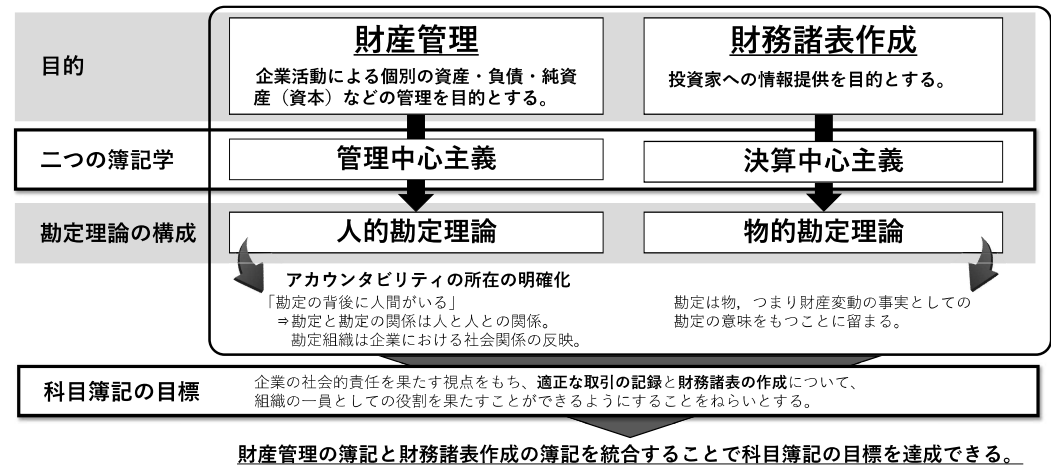 目的
財産管理
企業活動による個別の資産・負債・純資
産（資本）などの管理を目的とする。
財務諸表作成
投資家への情報提供を目的とする。
二つの簿記学
管理中心主義
決算中心主義
勘定理論の構成
人的勘定理論
物的勘定理論
アカウンタビリティの所在の明確化
「勘定の背後に人間がいる」
⇒勘定と勘定の関係は人と人との関係。
勘定組織は企業における社会関係の反映。
勘定は物，つまり財産変動の事実としての
勘定の意味をもつことに留まる。
科目簿記の目標
企業の社会的責任を果たす視点をもち、適正な取引の記録と財務諸表の作成について、
組織の一員としての役割を果たすことができるようにすることをねらいとする。
財産管理の簿記と財務諸表作成の簿記を統合することで科目簿記の目標を達成できる。